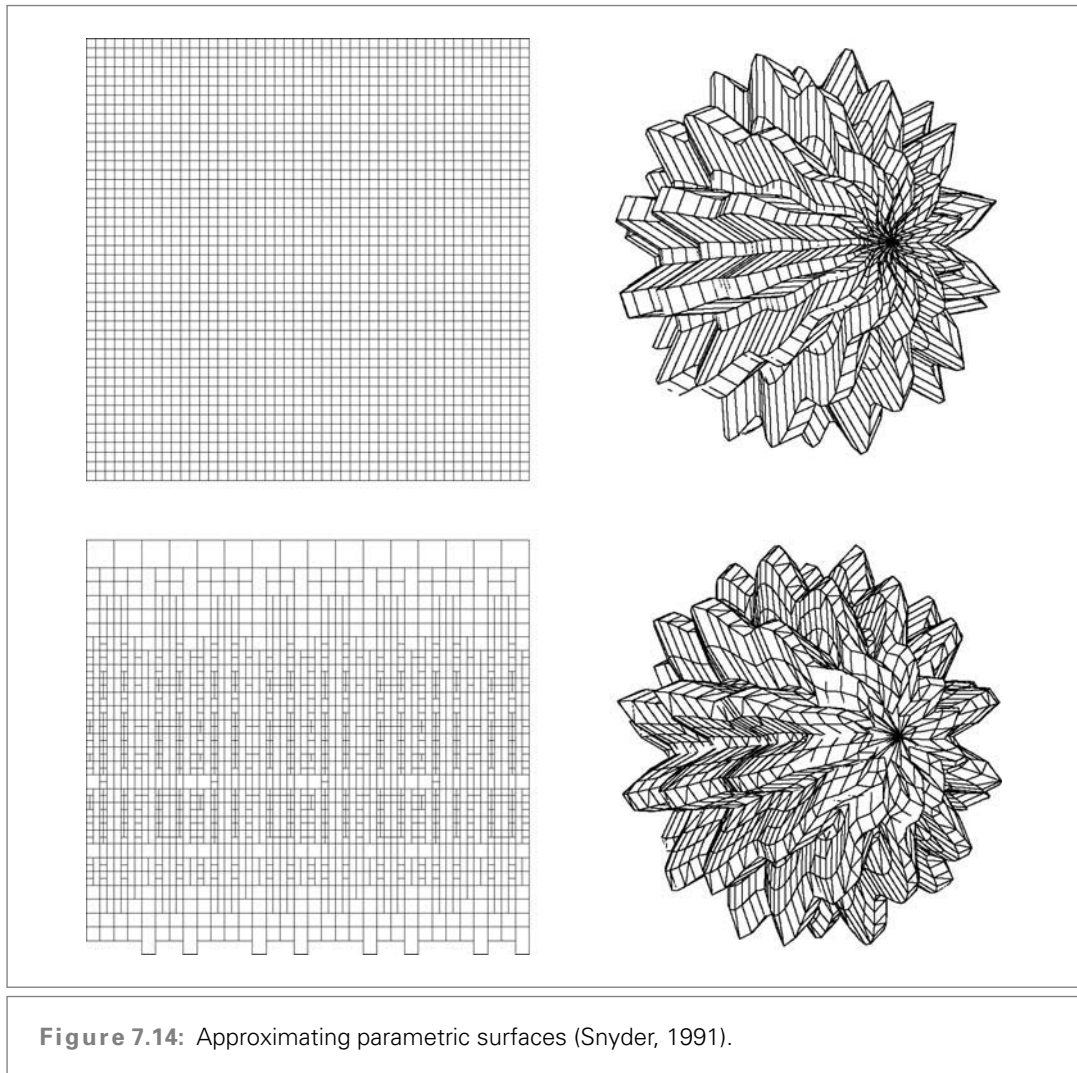 Figure 7.14: Approximating parametric surfaces (Snyder, 1991).